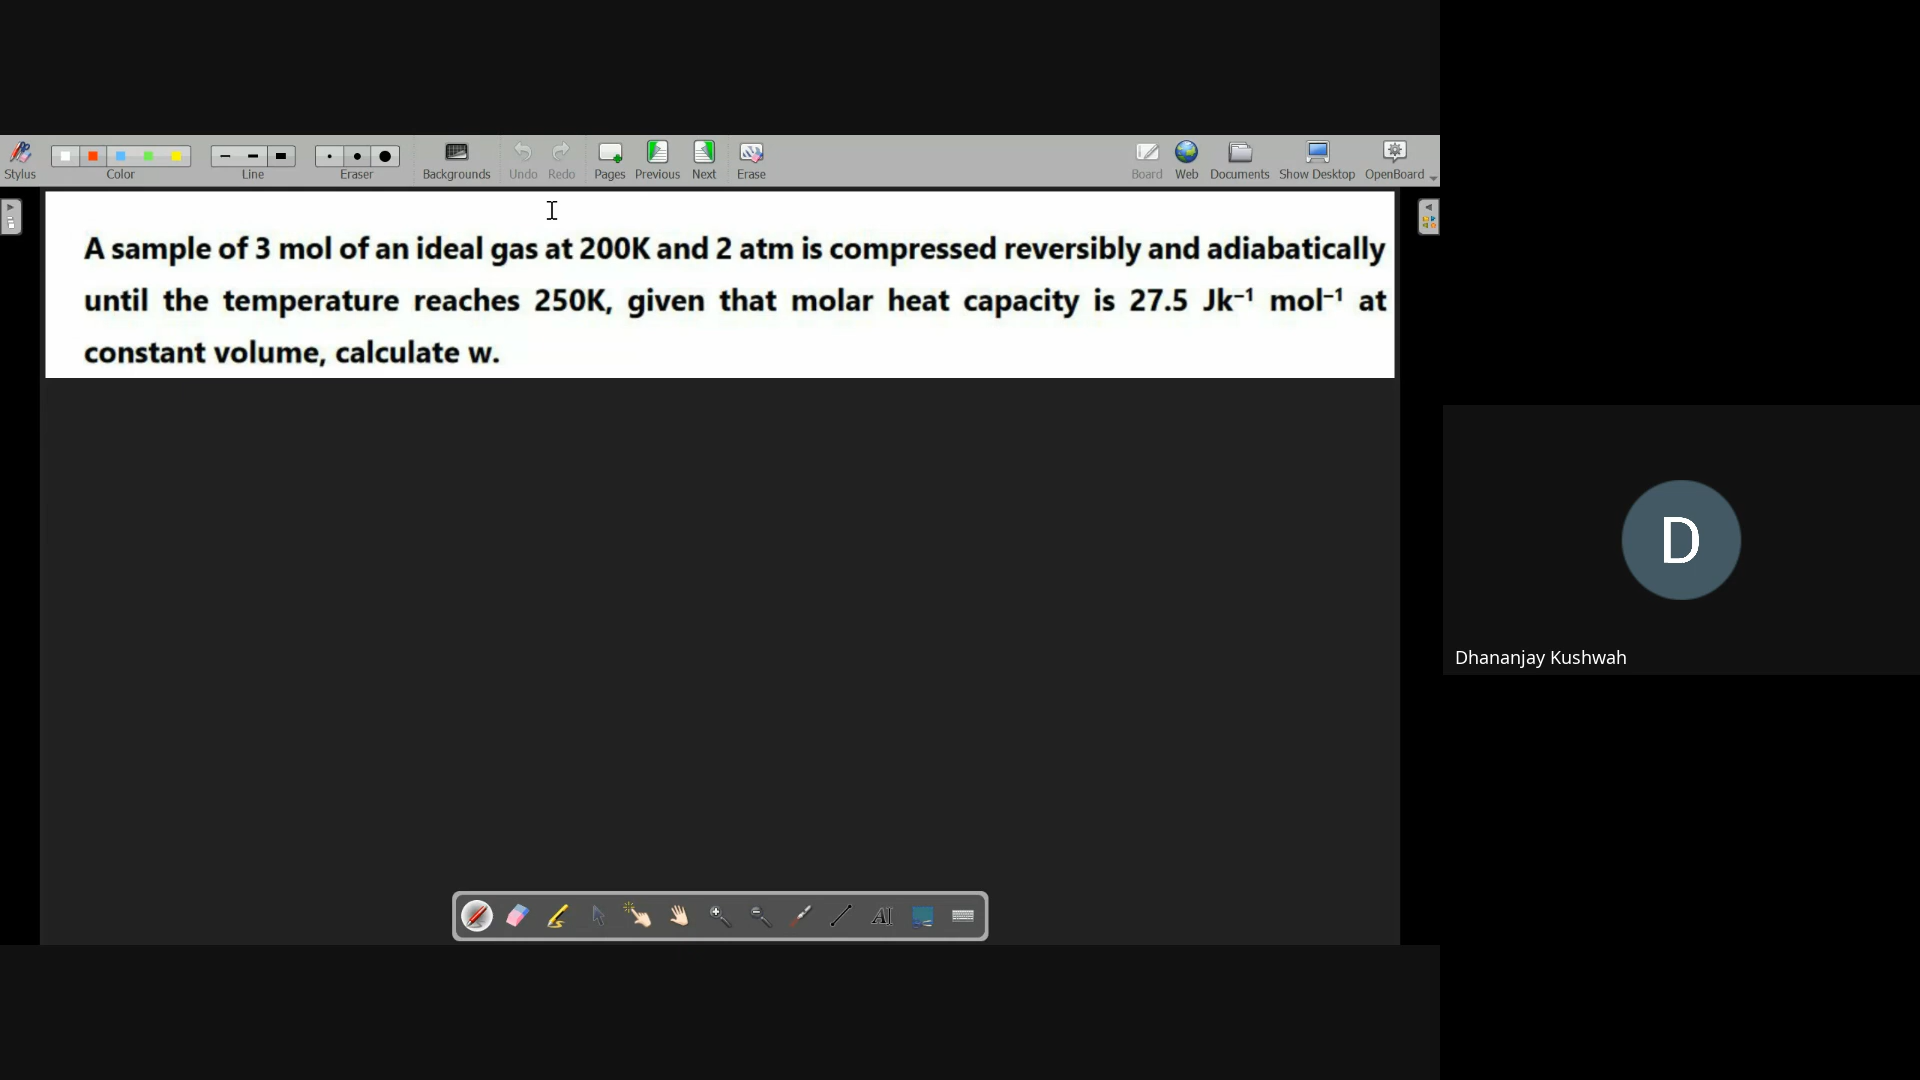 Stylus
Color
Line
Eraser
Backgrounds
Undo
Redo
Pages
Previous
Next
Erase
Board
Web
Documents
Show Desktop
OpenBoard
A sample of 3 mol of an ideal gas at 200K and 2 atm is compressed reversibly and adiabatically
until the temperature reaches 250K, given that molar heat capacity is 27.5 Jk⁻¹ mol⁻¹ at
constant volume, calculate w.
D
Dhananjay Kushwah
AI